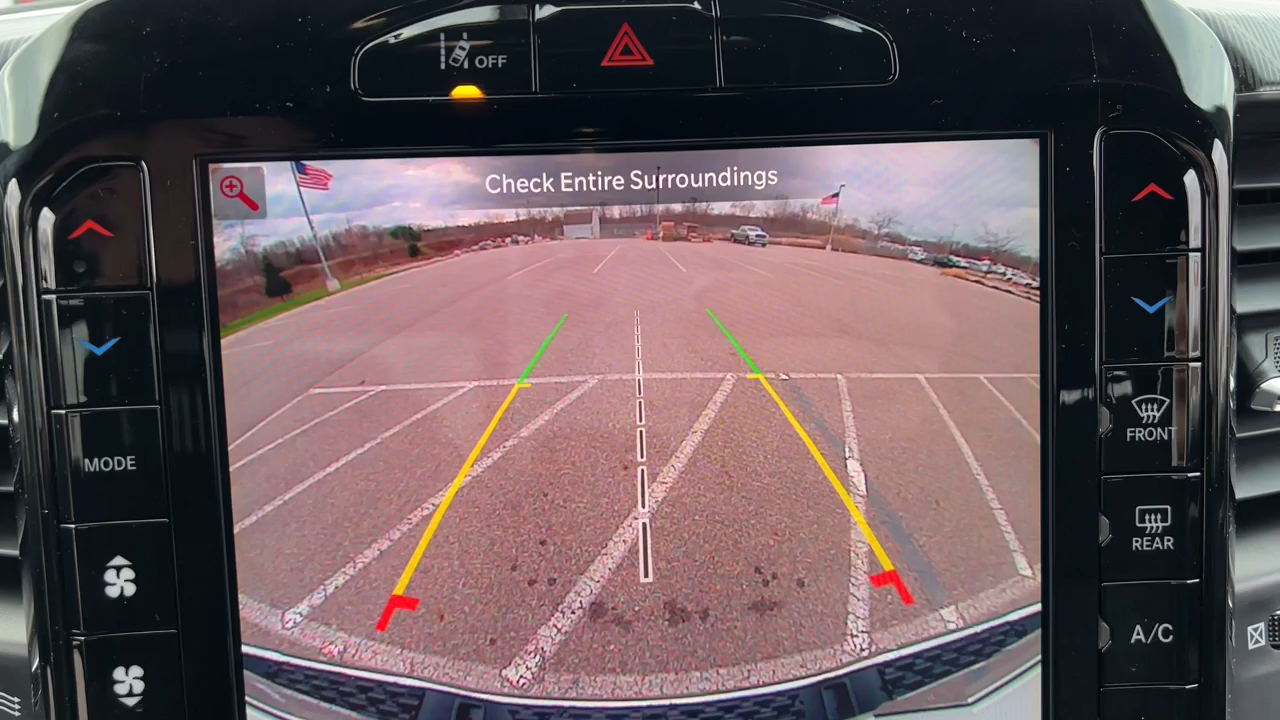 OFF
Check Entire Surroundings
MODE
FRONT
REAR
A/C